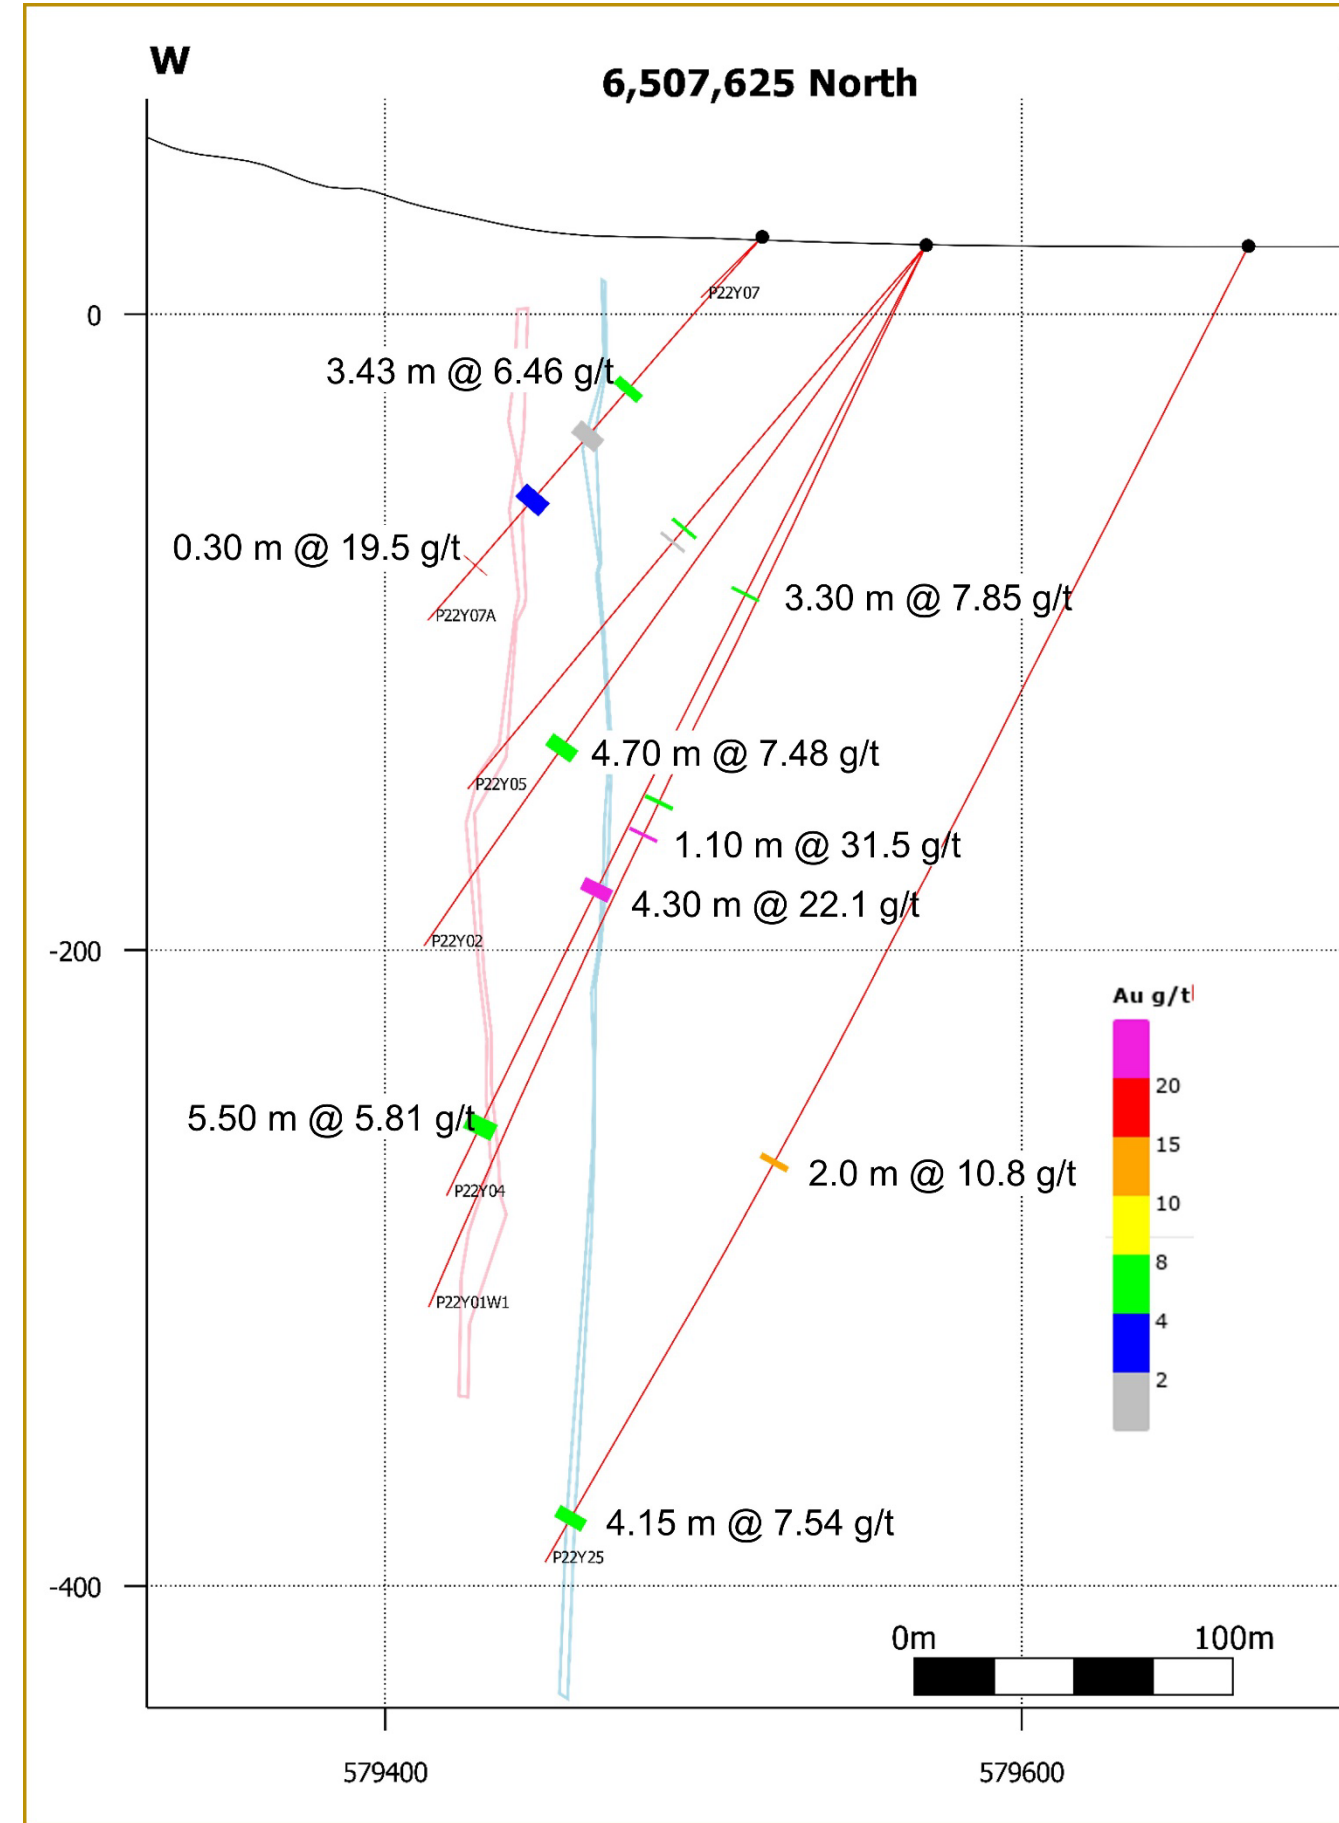 W
6,507,625 North
P22Y07
0
3.43 m @ 6.46 g/t
0.30 m @ 19.5 g/t
3.30 m @ 7.85 g/t
P22Y07A
4.70 m @ 7.48 g/t
P22Y05
1.10 m @ 31.5 g/t
4.30 m @ 22.1 g/t
P22Y02
-200
Au g/t
20
15
10
8
4
2
5.50 m @ 5.81 g/t
2.0 m @ 10.8 g/t
P22Y04
P22Y01W1
4.15 m @ 7.54 g/t
P22Y25
-400
0m 100m
579400 579600